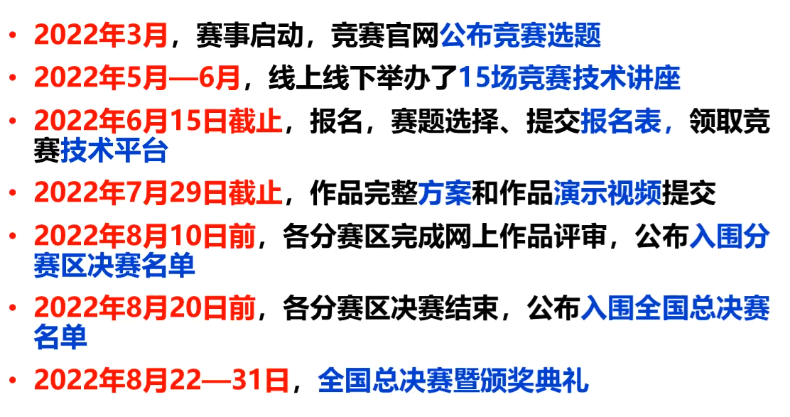 • 2022年3月，赛事启动，竞赛官网公布竞赛选题
• 2022年5月—6月，线上线下举办了15场竞赛技术讲座
• 2022年6月15日截止，报名，赛题选择、提交报名表，领取竞
赛技术平台
• 2022年7月29日截止，作品完整方案和作品演示视频提交
• 2022年8月10日前，各分赛区完成网上作品评审，公布入围分
赛区决赛名单
• 2022年8月20日前，各分赛区决赛结束，公布入围全国总决赛
名单
• 2022年8月22—31日，全国总决赛暨颁奖典礼